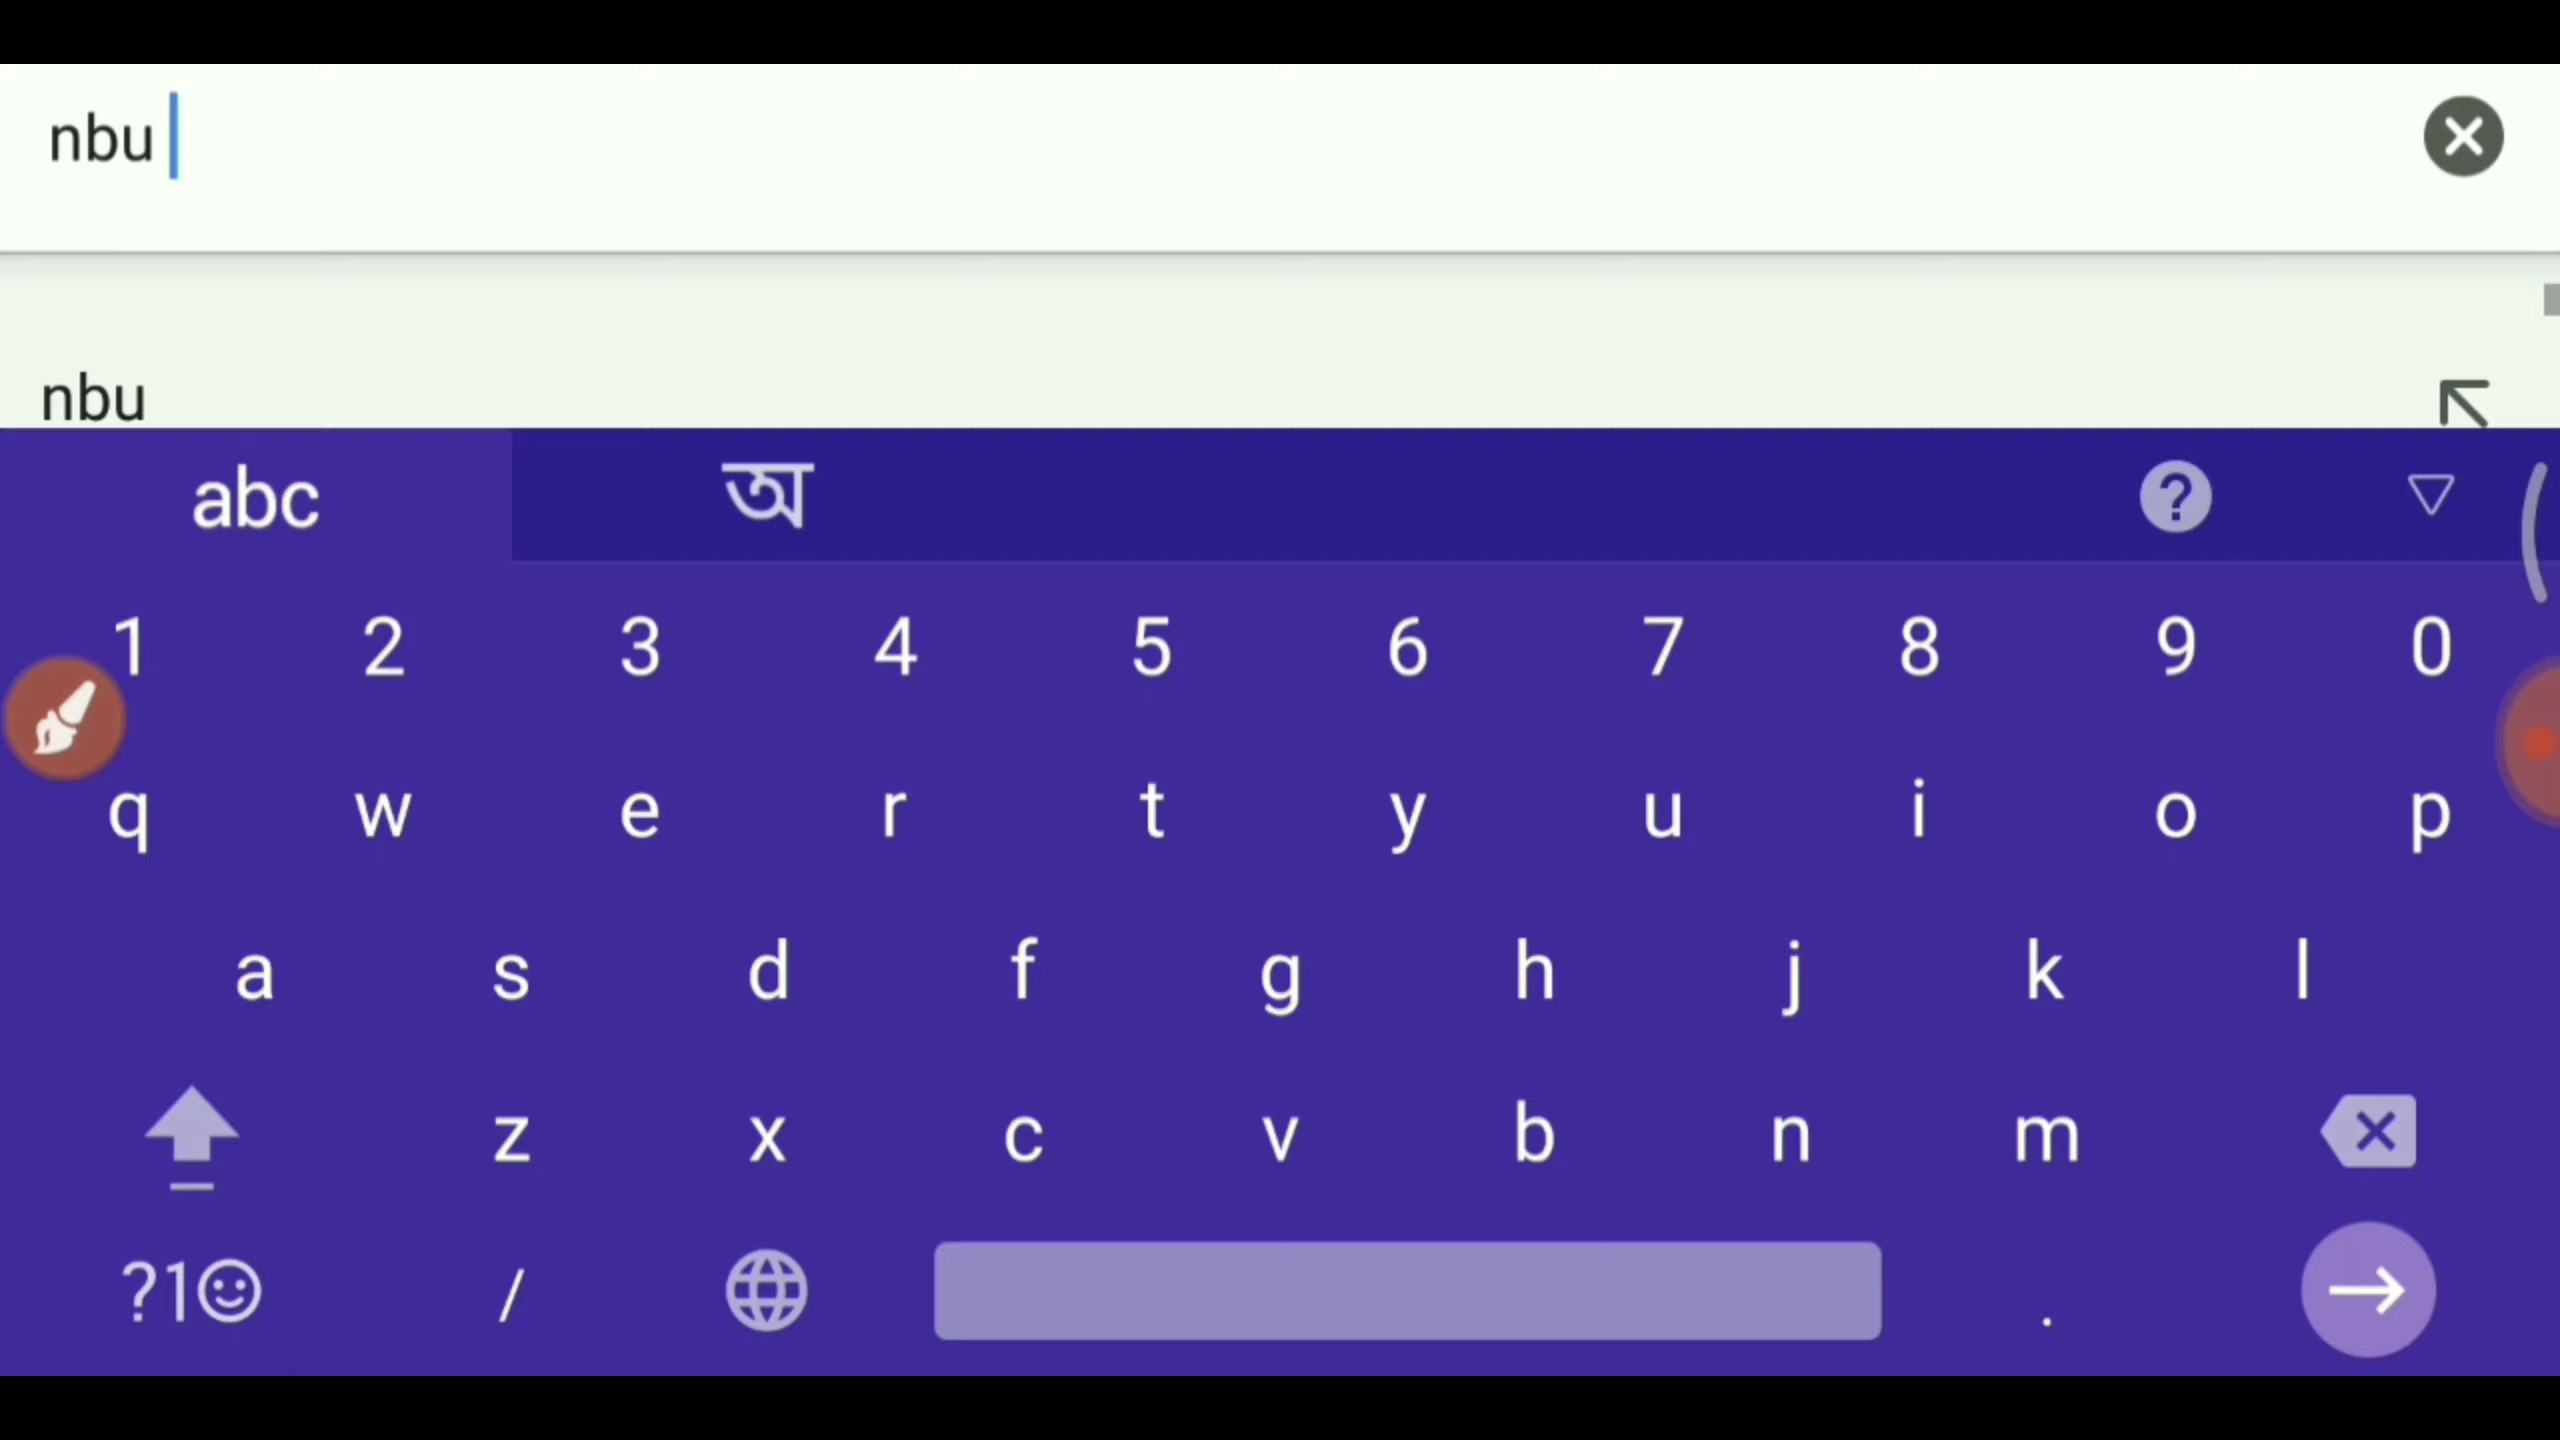 nbu
nbu
abc অ ?
1 2 3 4 5 6 7 8 9 0
q w e r t y u i o p
a s d f g h j k l
z x c v b n m
?1☺ / .